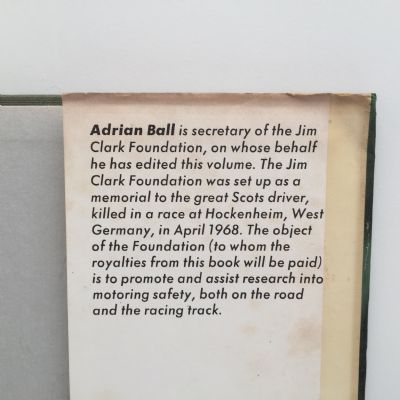 Adrian Ball is secretary of the Jim
Clark Foundation, on whose behalf
he has edited this volume. The Jim
Clark Foundation was set up as a
memorial to the great Scots driver,
killed in a race at Hockenheim, West
Germany, in April 1968. The object
of the Foundation (to whom the
royalties from this book will be paid)
is to promote and assist research into
motoring safety, both on the road
and the racing track.